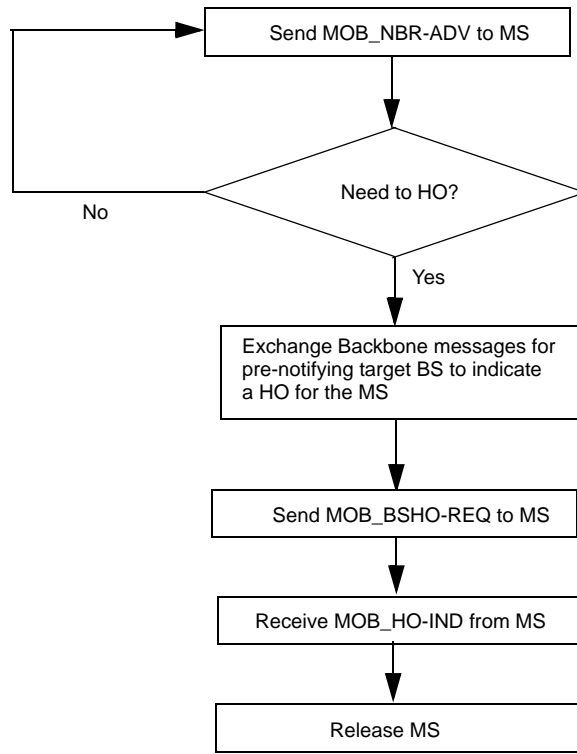 Send MOB_NBR-ADV to MS
Need to HO?
No
Yes
Exchange Backbone messages for
pre-notifying target BS to indicate
a HO for the MS
Send MOB_BSHO-REQ to MS
Receive MOB_HO-IND from MS
Release MS